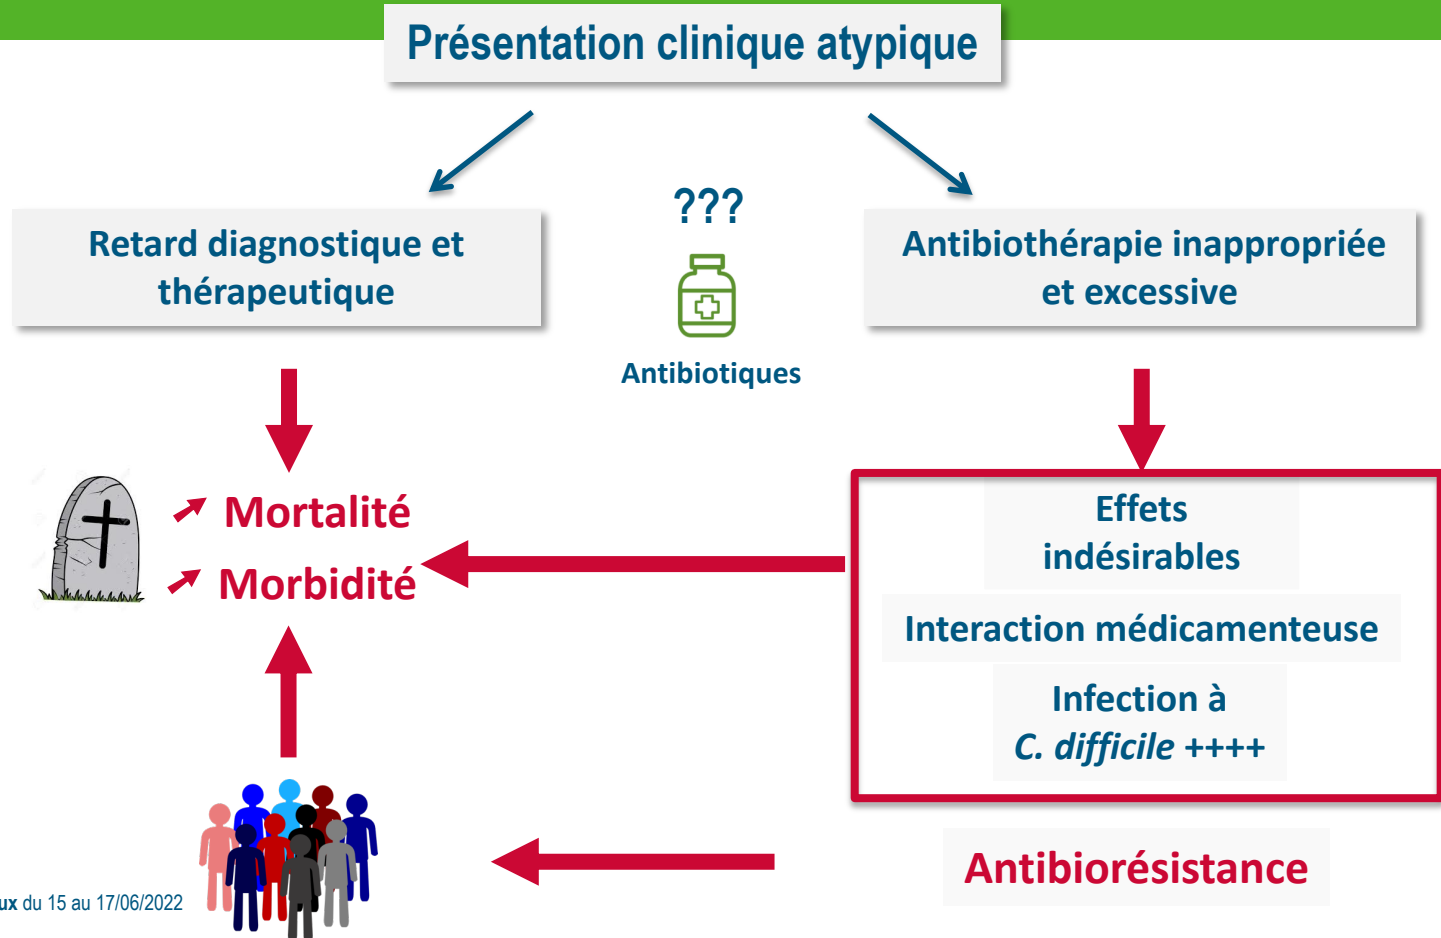 Présentation clinique atypique
Retard diagnostique et
thérapeutique
???
Antibiotiques
Antibiothérapie inappropriée
et excessive
Mortalité
Morbidité
Effets
indésirables
Interaction médicamenteuse
Infection à
C. difficile ++++
Antibiorésistance
ux du 15 au 17/06/2022